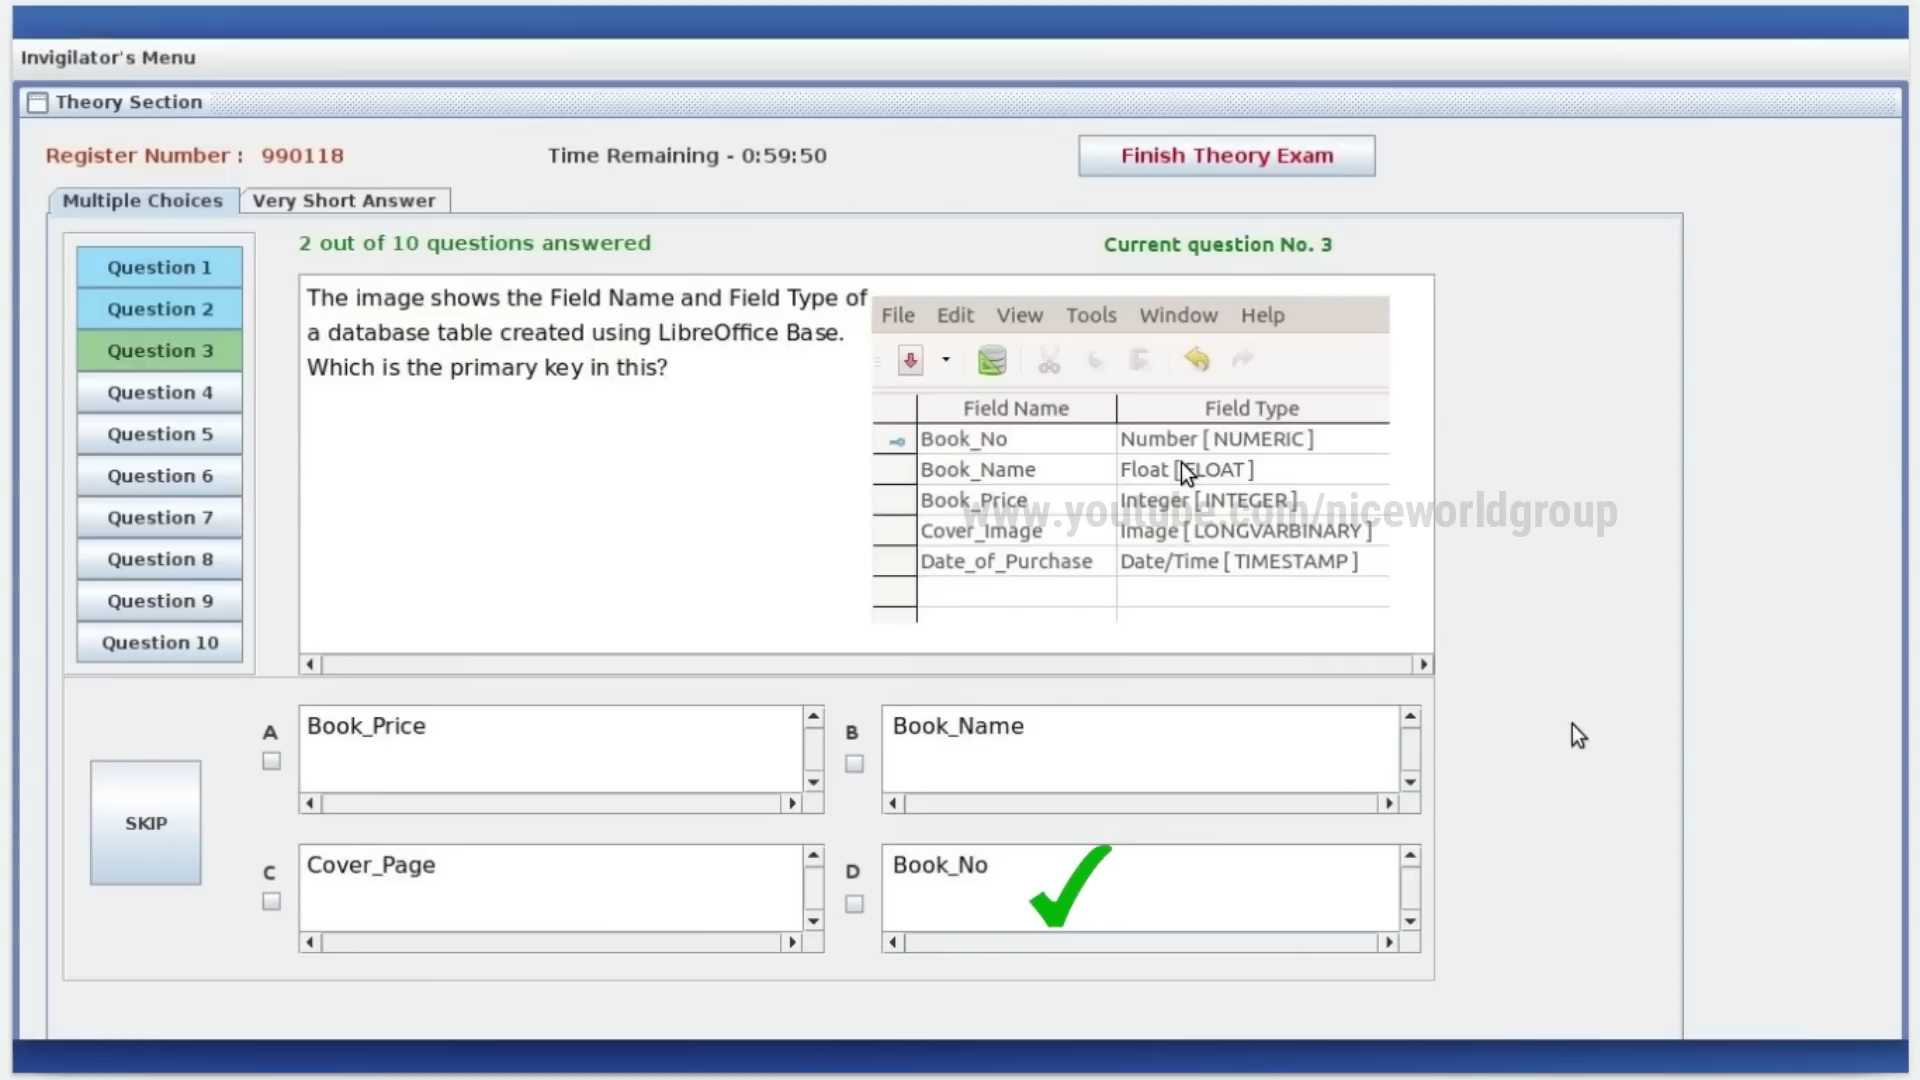 Invigilator's Menu
Theory Section
Register Number : 990118
Time Remaining - 0:59:50
Finish Theory Exam
Multiple Choices
Very Short Answer
2 out of 10 questions answered
Current question No. 3
Question 1
Question 2
Question 3
Question 4
Question 5
Question 6
Question 7
Question 8
Question 9
Question 10
The image shows the Field Name and Field Type of
a database table created using LibreOffice Base.
Which is the primary key in this?
File Edit View Tools Window Help
Field Name Field Type
Book_No Number [ NUMERIC ]
Book_Name Float [ FLOAT ]
Book_Price Integer [ INTEGER ]
www.youtube.com/niceworldgroup
Cover_Image Image [ LONGVARBINARY ]
Date_of_Purchase Date/Time [ TIMESTAMP ]
SKIP
A Book_Price
B Book_Name
C Cover_Page
D Book_No